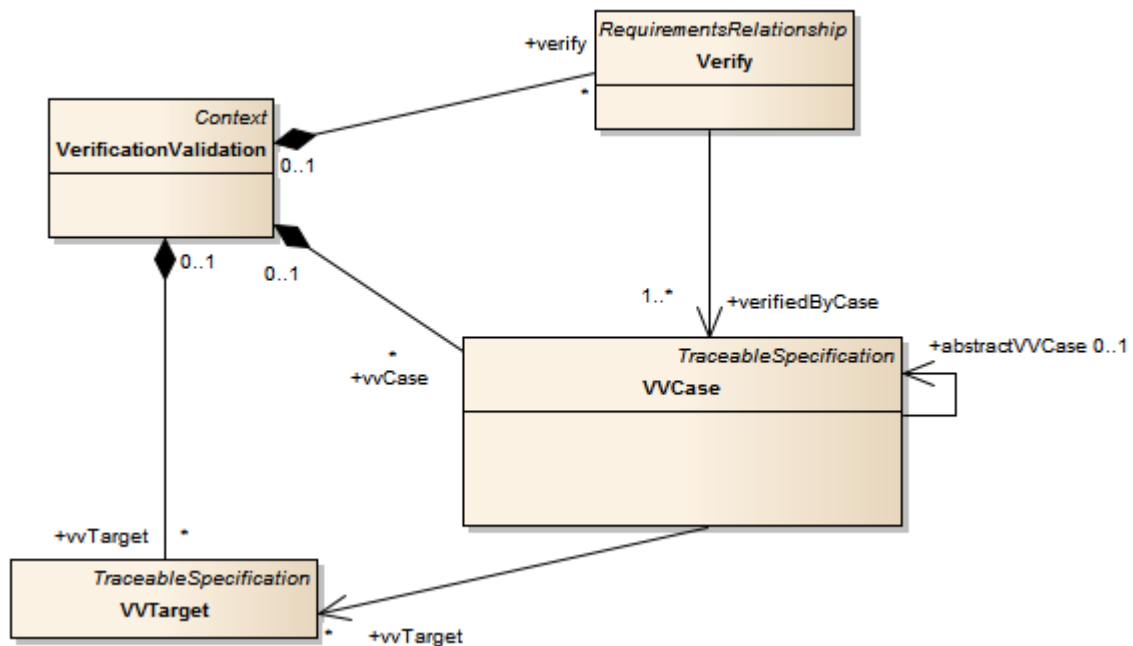 RequirementsRelationship
+verify
Verify
*
Context
VerificationValidation
0..1
0..1
0..1
1..*
+verifiedByCase
+abstractVVCase 0..1
TraceableSpecification
*
+vvCase
VVCase
+vvTarget
*
TraceableSpecification
VVTarget
*
+vvTarget